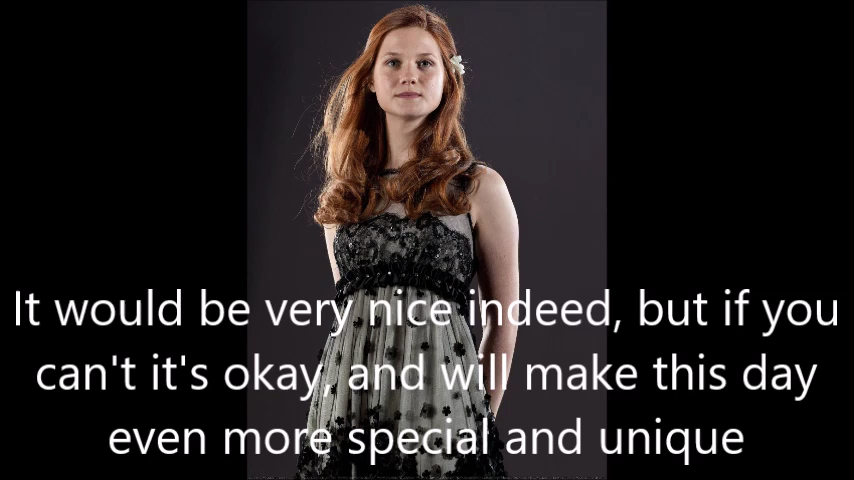 It would be very nice indeed, but if you
can't it's okay, and will make this day
even more special and unique